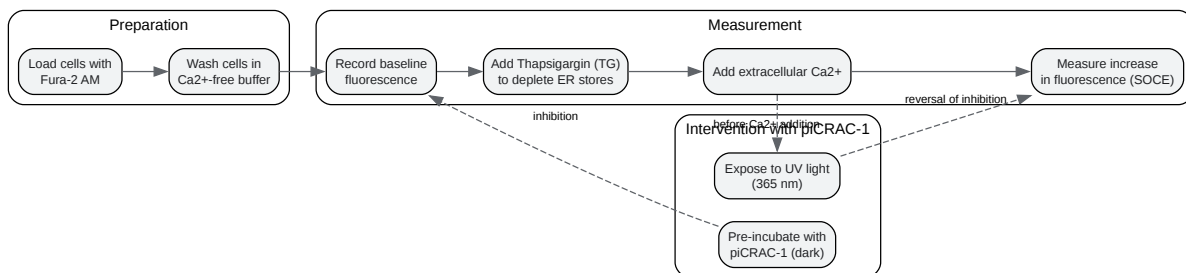 Preparation
Measurement
Load cells with
Fura-2 AM
Wash cells in
Ca2+-free buffer
Record baseline
fluorescence
Add Thapsigargin (TG)
to deplete ER stores
Add extracellular Ca2+
Measure increase
in fluorescence (SOCE)
reversal of inhibition
inhibition
before Ca2+ addition
Intervention with piCRAC-1
Expose to UV light
(365 nm)
Pre-incubate with
piCRAC-1 (dark)